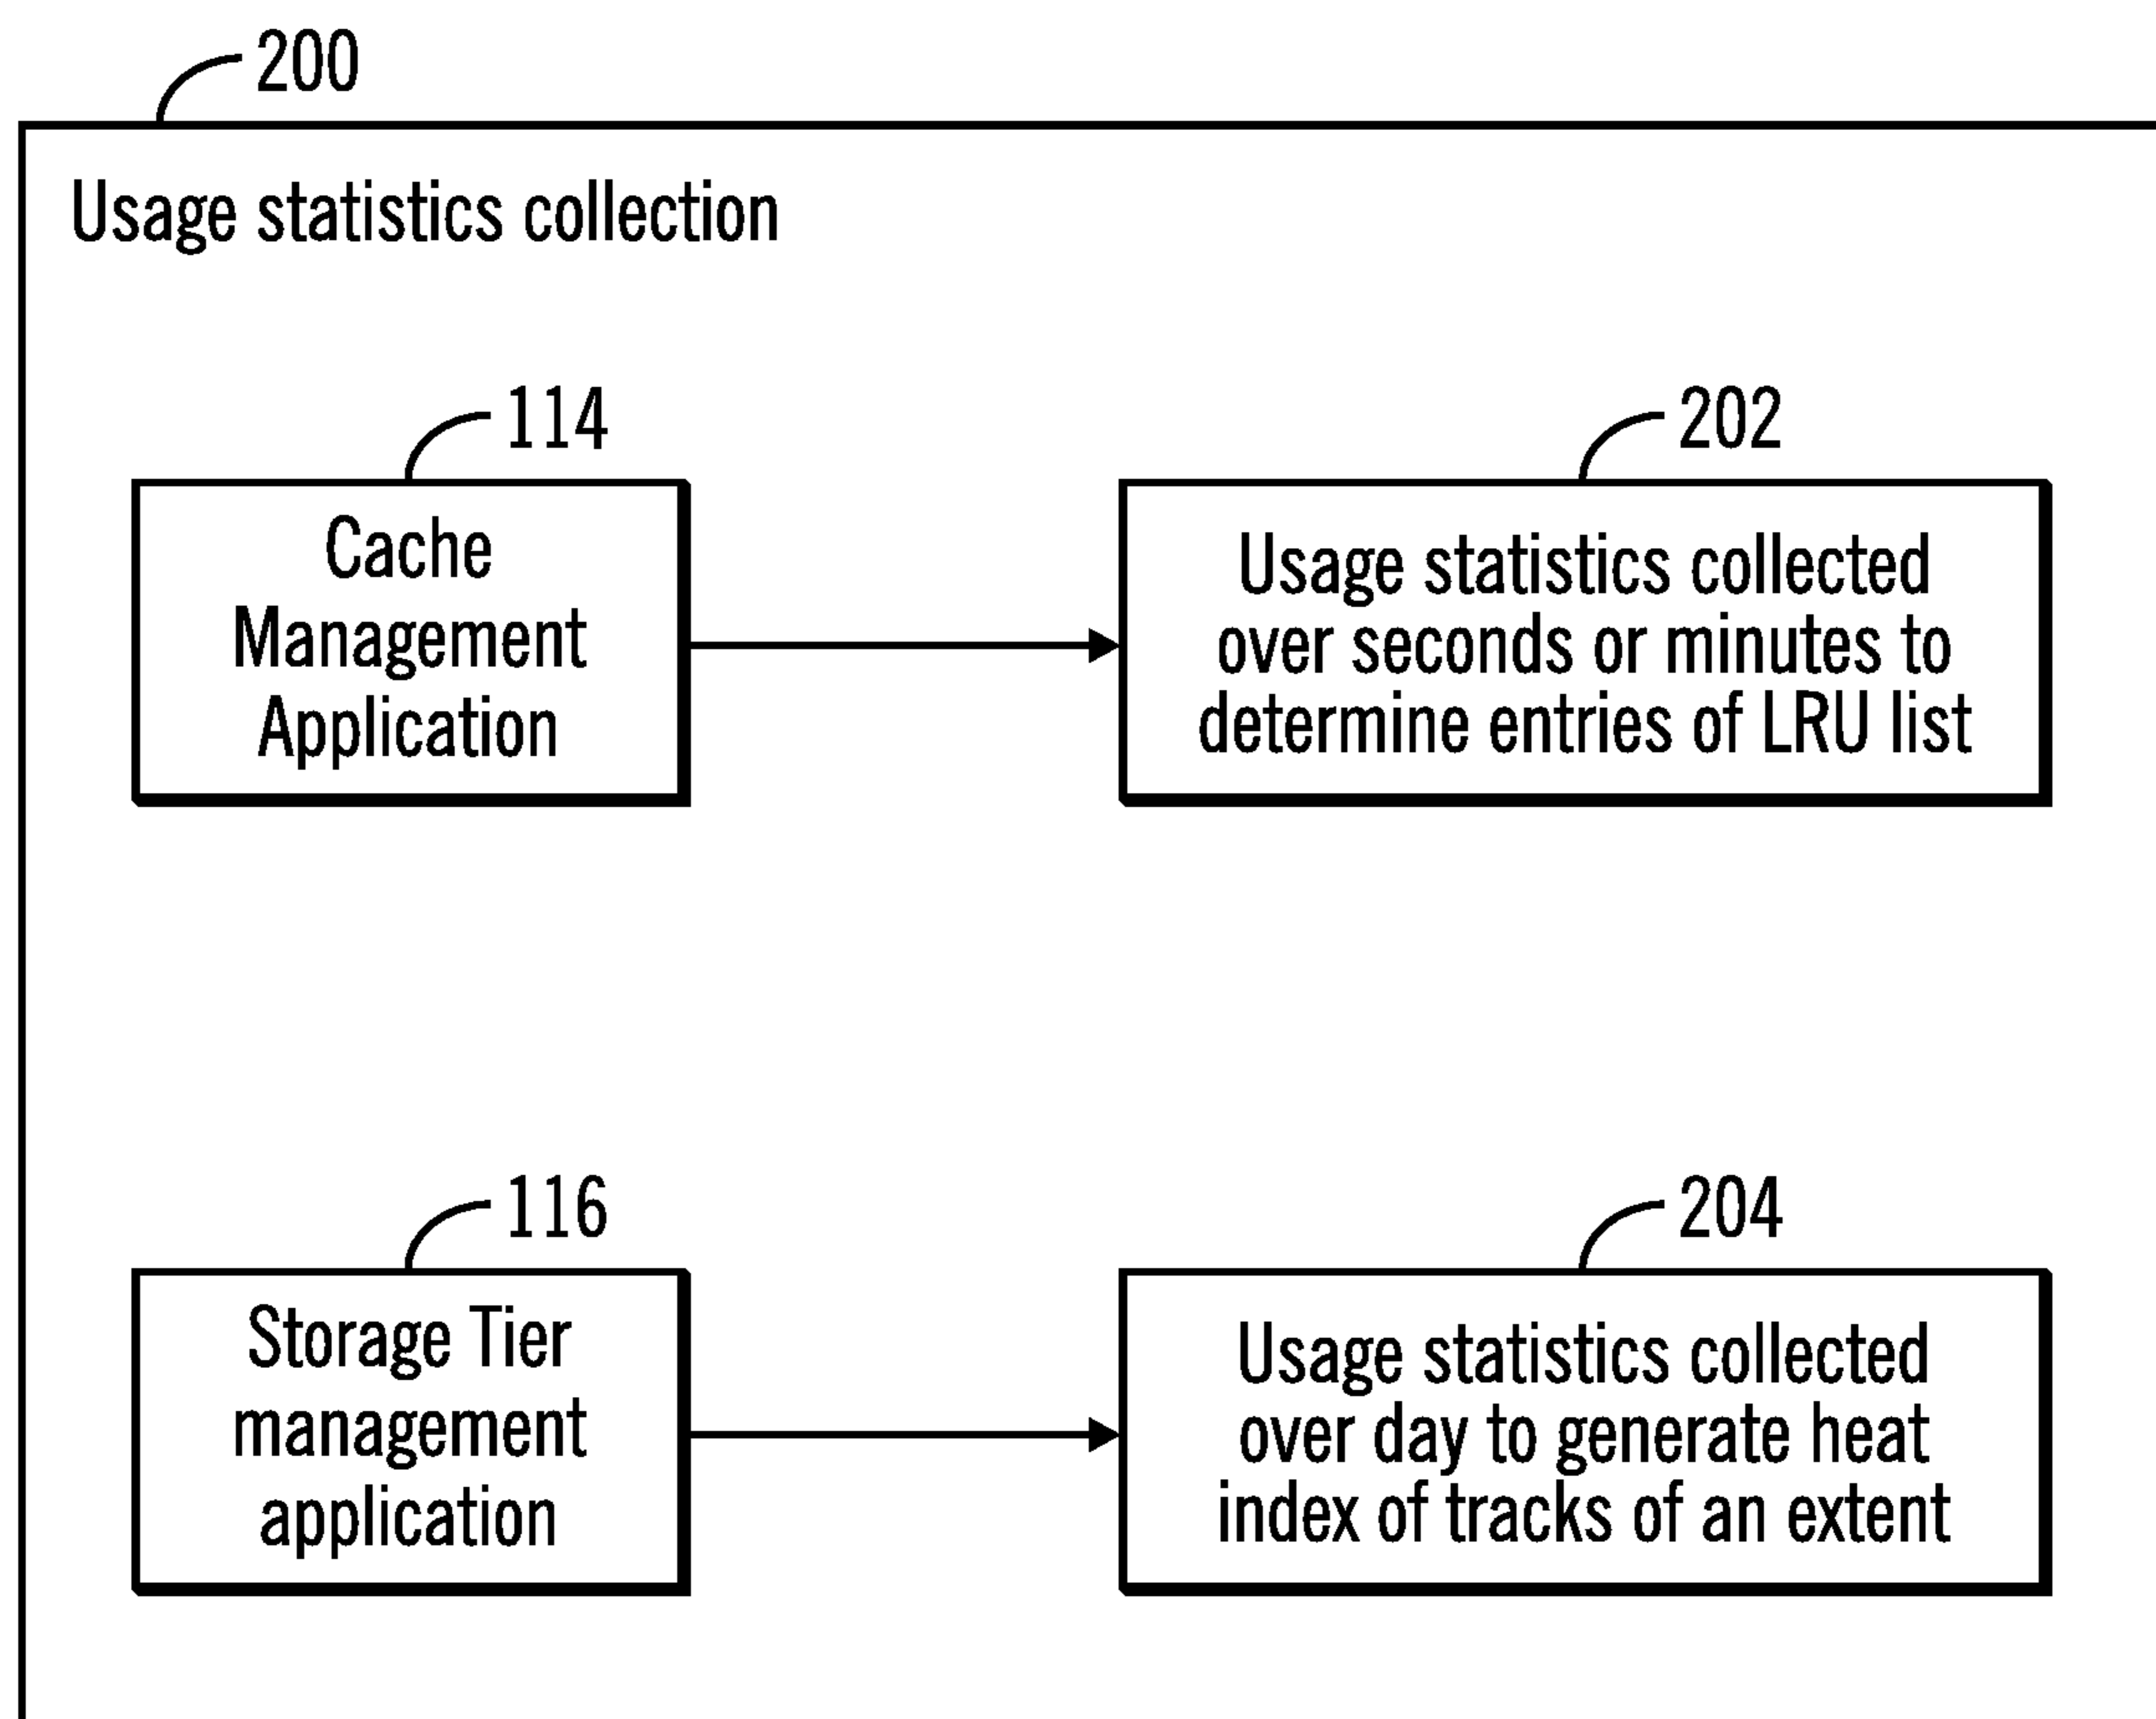 200
Usage statistics collection
114
Cache
Management
Application
202
Usage statistics collected
over seconds or minutes to
determine entries of LRU list
116
Storage Tier
management
application
204
Usage statistics collected
over day to generate heat
index of tracks of an extent